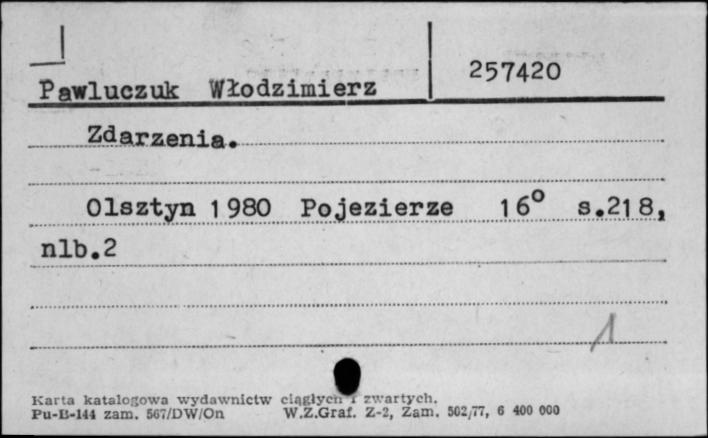 Pawluczuk Włodzimierz 257420
Zdarzenia.
Olsztyn 1980 Pojezierze 16° s.218,
nlb.2
1
Karta katalogowa wydawnictw ciągłych i zwartych.
Pu-B-144 zam. 567/DW/On W.Z.Graf. Z-2, Zam. 502/77, 6 400 000